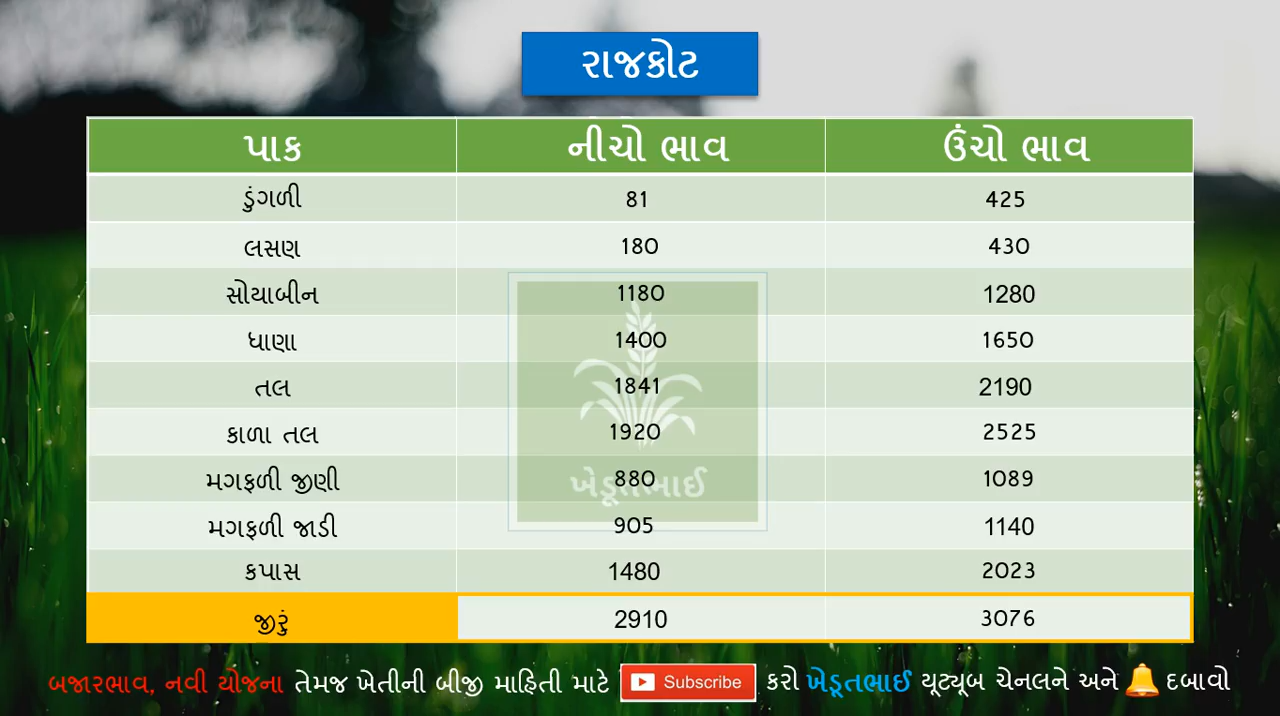 રાજકોટ
પાક નીચો ભાવ ઉંચો ભાવ
ડુંગળી 81 425
લસણ 180 430
સોયાબીન 1180 1280
ધાણા 1400 1650
તલ 1841 2190
કાળા તલ 1920 2525
મગફળી જીણી 880 1089
ખેડૂતભાઈ
મગફળી જાડી 905 1140
કપાસ 1480 2023
જીરું 2910 3076
બજારભાવ, નવી યોજના તેમજ ખેતીની બીજી માહિતી માટે Subscribe કરો ખેડૂતભાઈ યૂટ્યૂબ ચેનલને અને 🔔 દબાવો